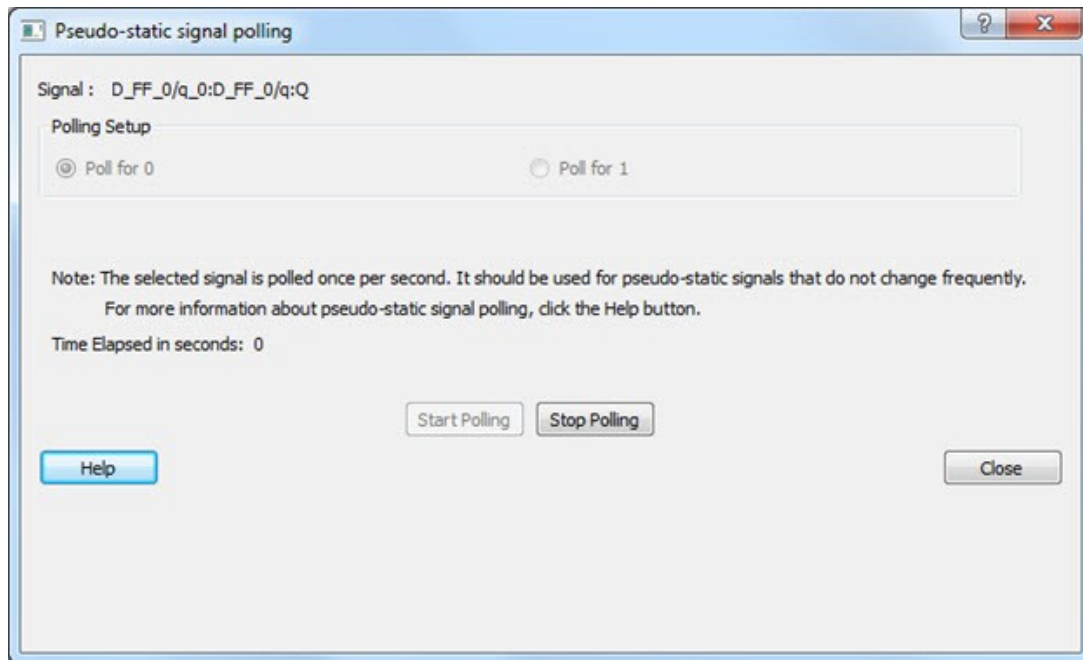 Pseudo-static signal polling
Signal : D_FF_0/q_0:D_FF_0/q:Q
Polling Setup
Poll for 0 Poll for 1
Note: The selected signal is polled once per second. It should be used for pseudo-static signals that do not change frequently.
For more information about pseudo-static signal polling, click the Help button.
Time Elapsed in seconds: 0
Start Polling Stop Polling
Help Close